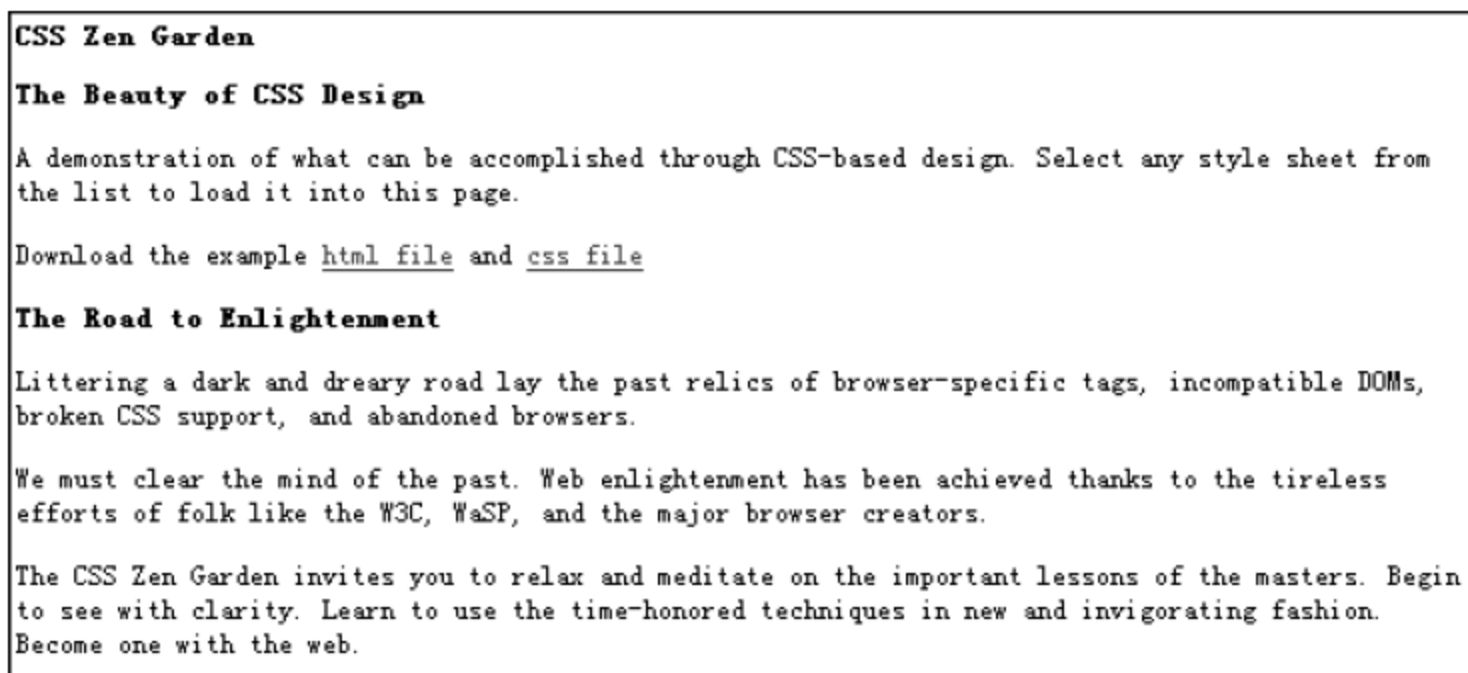 CSS Zen Garden
The Beauty of CSS Design
A demonstration of what can be accomplished through CSS-based design. Select any style sheet from
the list to load it into this page.
Download the example html file and css file
The Road to Enlightenment
Littering a dark and dreary road lay the past relics of browser-specific tags, incompatible DOMs,
broken CSS support, and abandoned browsers.
We must clear the mind of the past. Web enlightenment has been achieved thanks to the tireless
efforts of folk like the W3C, WaSP, and the major browser creators.
The CSS Zen Garden invites you to relax and meditate on the important lessons of the masters. Begin
to see with clarity. Learn to use the time-honored techniques in new and invigorating fashion.
Become one with the web.